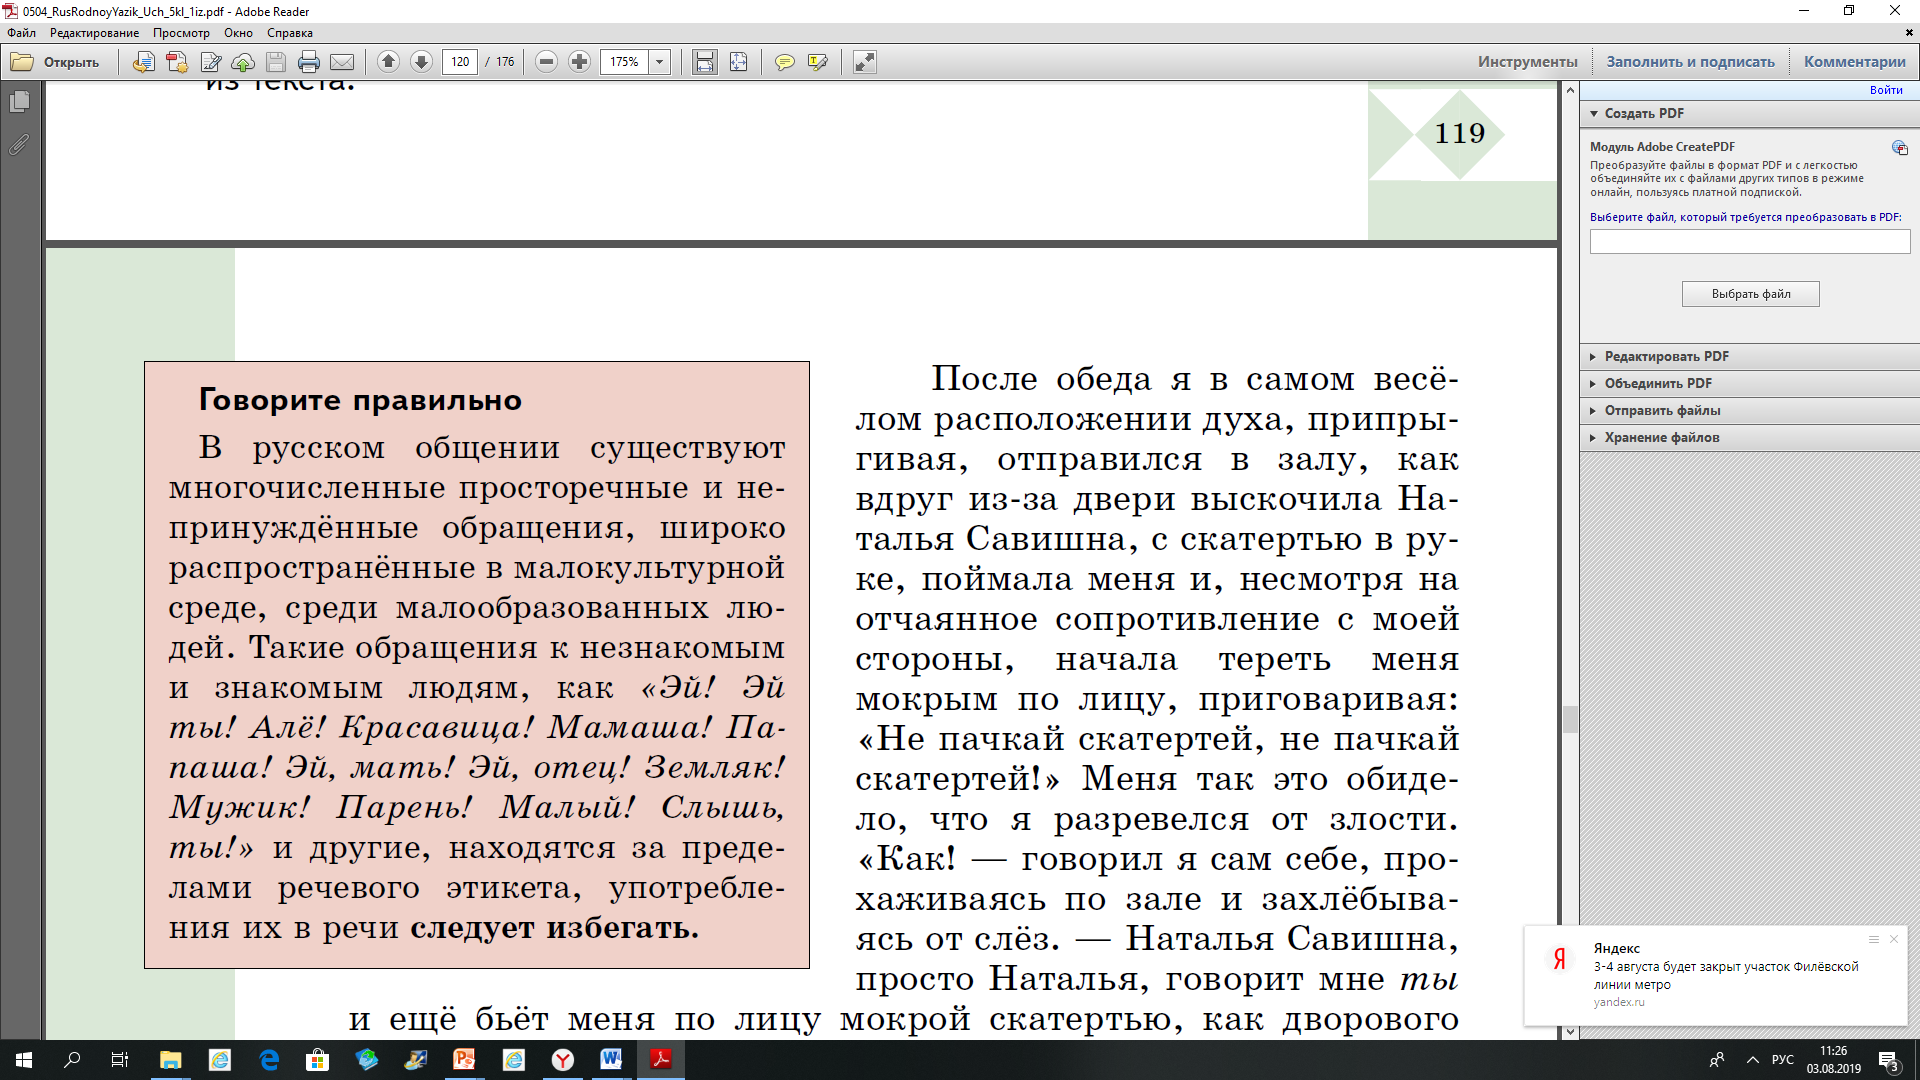 0504_RusRodnoyYazik_Uch_5kl_1iz.pdf - Adobe Reader
Файл Редактирование Просмотр Окно Справка
Открыть 120 / 176 175% Инструменты Заполнить и подписать Комментарии
из текста.
119
Говорите правильно
В русском общении существуют
многочисленные просторечные и не-
принуждённые обращения, широко
распространённые в малокультурной
среде, среди малообразованных лю-
дей. Такие обращения к незнакомым
и знакомым людям, как «Эй! Эй
ты! Алё! Красавица! Мамаша! Па-
паша! Эй, мать! Эй, отец! Земляк!
Мужик! Парень! Малый! Слышь,
ты!» и другие, находятся за преде-
лами речевого этикета, употребле-
ния их в речи следует избегать.
После обеда я в самом весё-
лом расположении духа, припры-
гивая, отправился в залу, как
вдруг из-за двери выскочила На-
талья Савишна, с скатертью в ру-
ке, поймала меня и, несмотря на
отчаянное сопротивление с моей
стороны, начала тереть меня
мокрым по лицу, приговаривая:
«Не пачкай скатертей, не пачкай
скатертей!» Меня так это обиде-
ло, что я разревелся от злости.
«Как! — говорил я сам себе, про-
хаживаясь по зале и захлёбыва-
ясь от слёз. — Наталья Савишна,
просто Наталья, говорит мне ты
и ещё бьёт меня по лицу мокрой скатертью, как дворового
Войти
Создать PDF
Модуль Adobe CreatePDF
Преобразуйте файлы в формат PDF и с легкостью
объединяйте их с файлами других типов в режиме
онлайн, пользуясь платной подпиской.
Выберите файл, который требуется преобразовать в PDF:
Выбрать файл
Редактировать PDF
Объединить PDF
Отправить файлы
Хранение файлов
Яндекс
3-4 августа будет закрыт участок Филёвской
линии метро
yandex.ru
РУС
11:26
03.08.2019
3